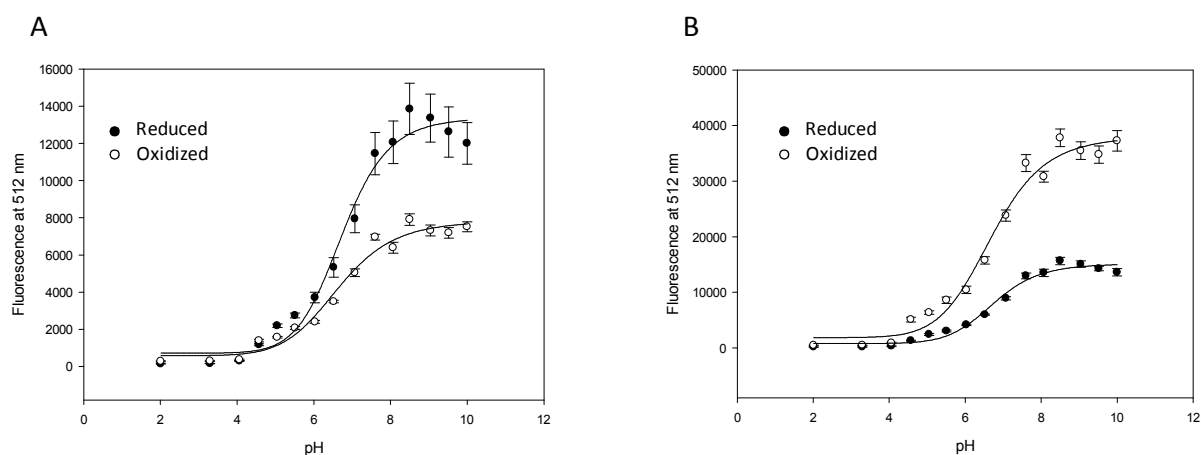 A
Fluorescence at 512 nm
16000
14000
12000
10000
8000
6000
4000
2000
0
Reduced
Oxidized
0 2 4 6 8 10 12
pH
B
Fluorescence at 512 nm
50000
40000
30000
20000
10000
0
Reduced
Oxidized
0 2 4 6 8 10 12
pH